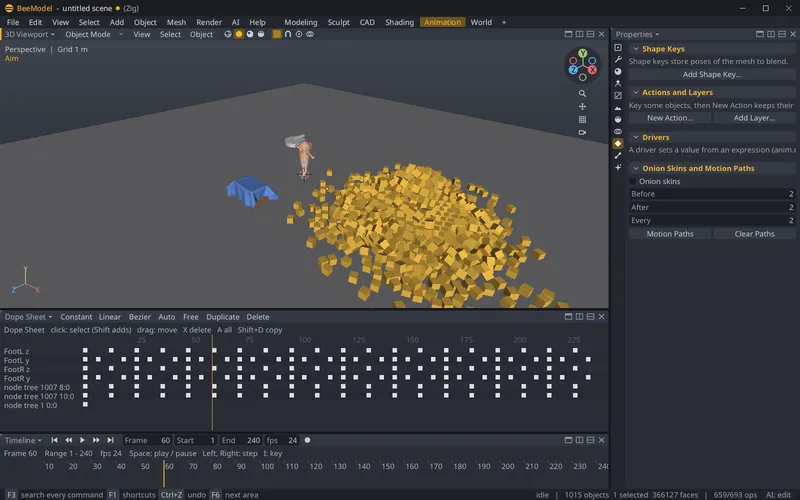 BeeModel - untitled scene • (Zig)
File Edit View Select Add Object Mesh Render AI Help Modeling Sculpt CAD Shading Animation World +
3D Viewport Object Mode View Select Object
Properties
Perspective | Grid 1 m
Aim
Y
Z
X
Y
Z
X
Shape Keys
Shape keys store poses of the mesh to blend.
Add Shape Key...
Actions and Layers
Key some objects, then New Action keeps their
New Action... Add Layer...
Drivers
A driver sets a value from an expression (anim.
Onion Skins and Motion Paths
Onion skins
Before 2
After 2
Every 2
Motion Paths Clear Paths
Dope Sheet Constant Linear Bezier Auto Free Duplicate Delete
Dope Sheet click: select (Shift adds) drag: move X delete A all Shift+D copy
25 50 75 100 125 150 175 200 225
FootL z
FootL y
FootR z
FootR y
node tree 1007 8:0
node tree 1007 10:0
node tree 1 0:0
Timeline Frame 60 Start 1 End 240 fps 24
Frame 60 Range 1 - 240 fps 24 Space: play / pause Left, Right: step I: key
10 20 30 40 50 60 70 80 90 100 110 120 130 140 150 160 170 180 190 200 210 220 230 240
F3 search every command F1 shortcuts Ctrl+Z undo F6 next area idle | 1015 objects 1 selected 366127 faces | 659/693 ops | AI: edit